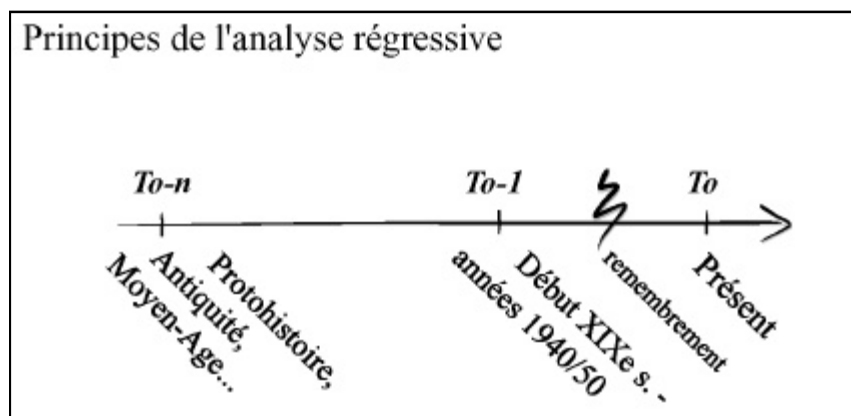 Principes de l'analyse régressive
To-n
To-1
To
Protohistoire,
Antiquité,
Moyen-Age...
Début XIXe s. -
années 1940/50
remembrement
Présent